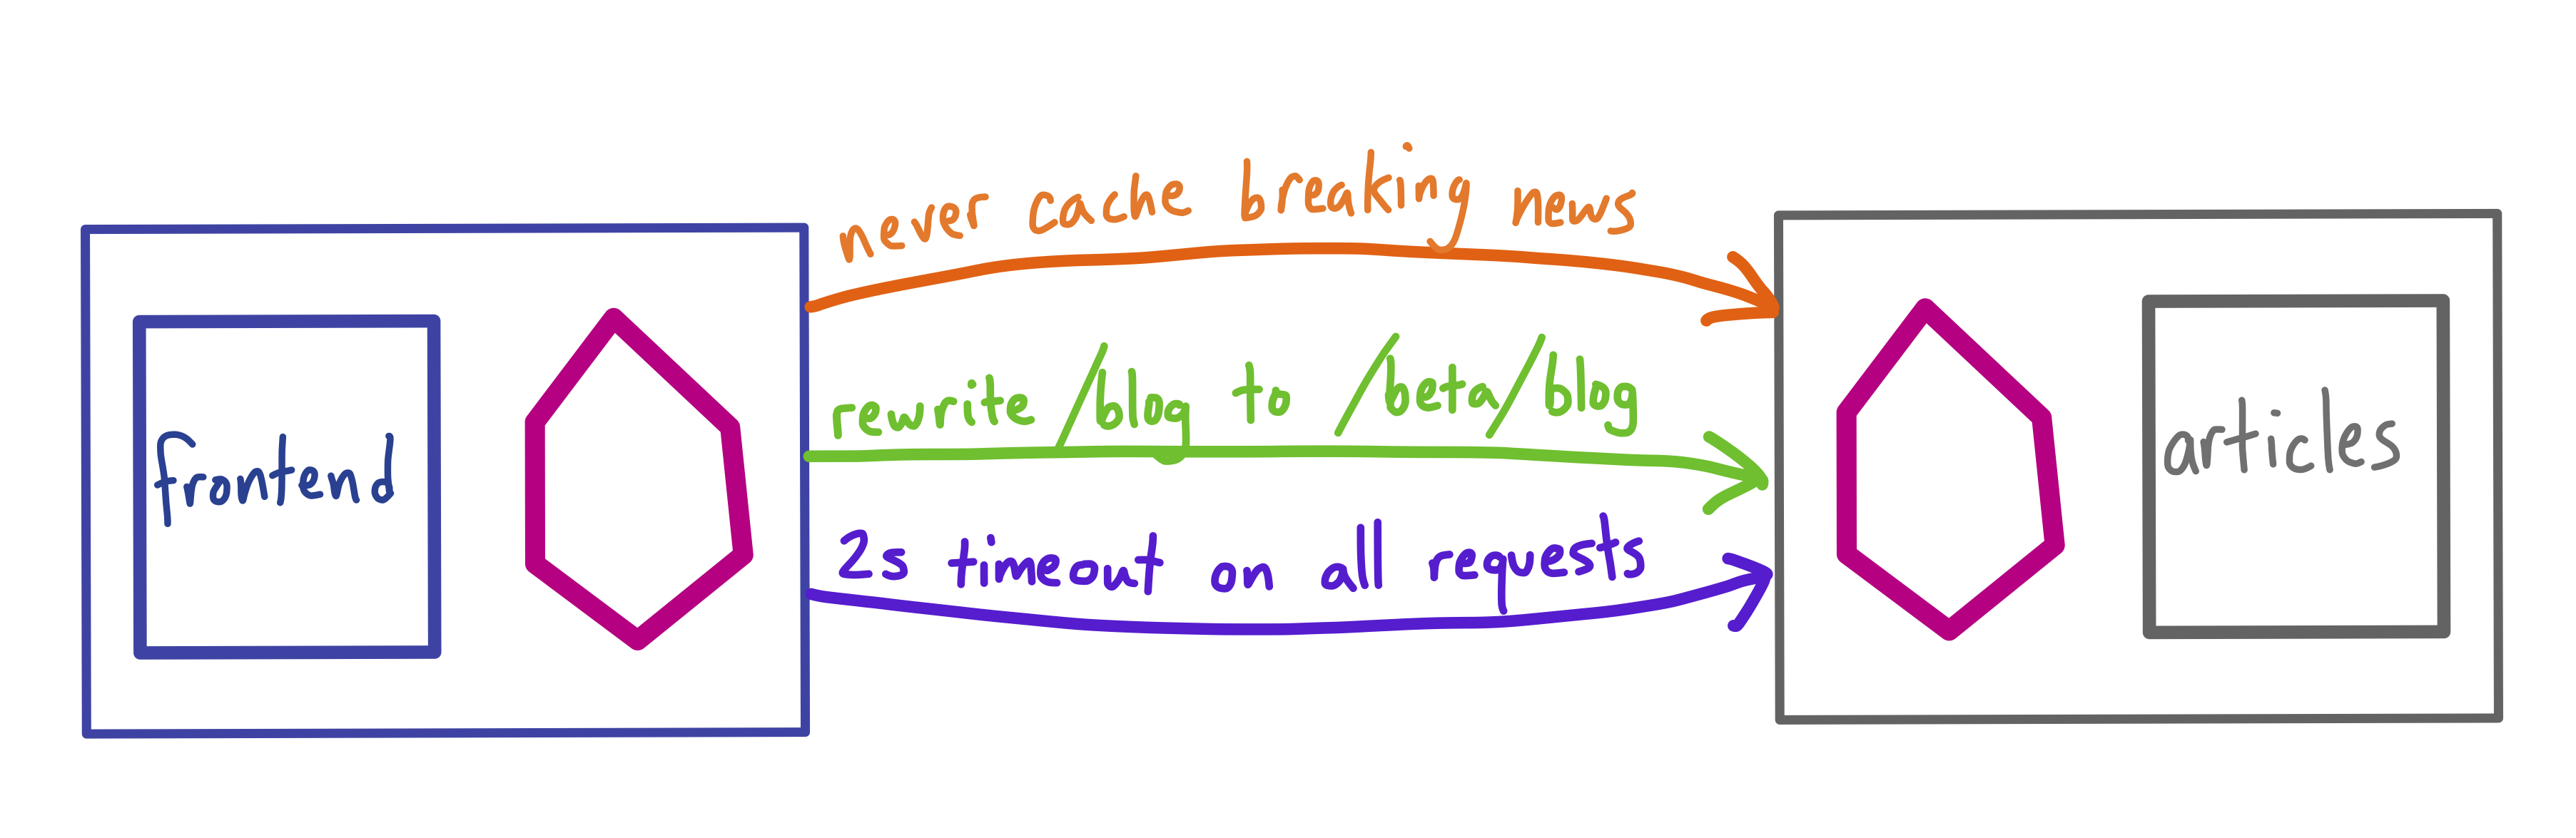 never cache breaking news
rewrite /blog to /beta/blog
frontend
articles
2s timeout on all requests